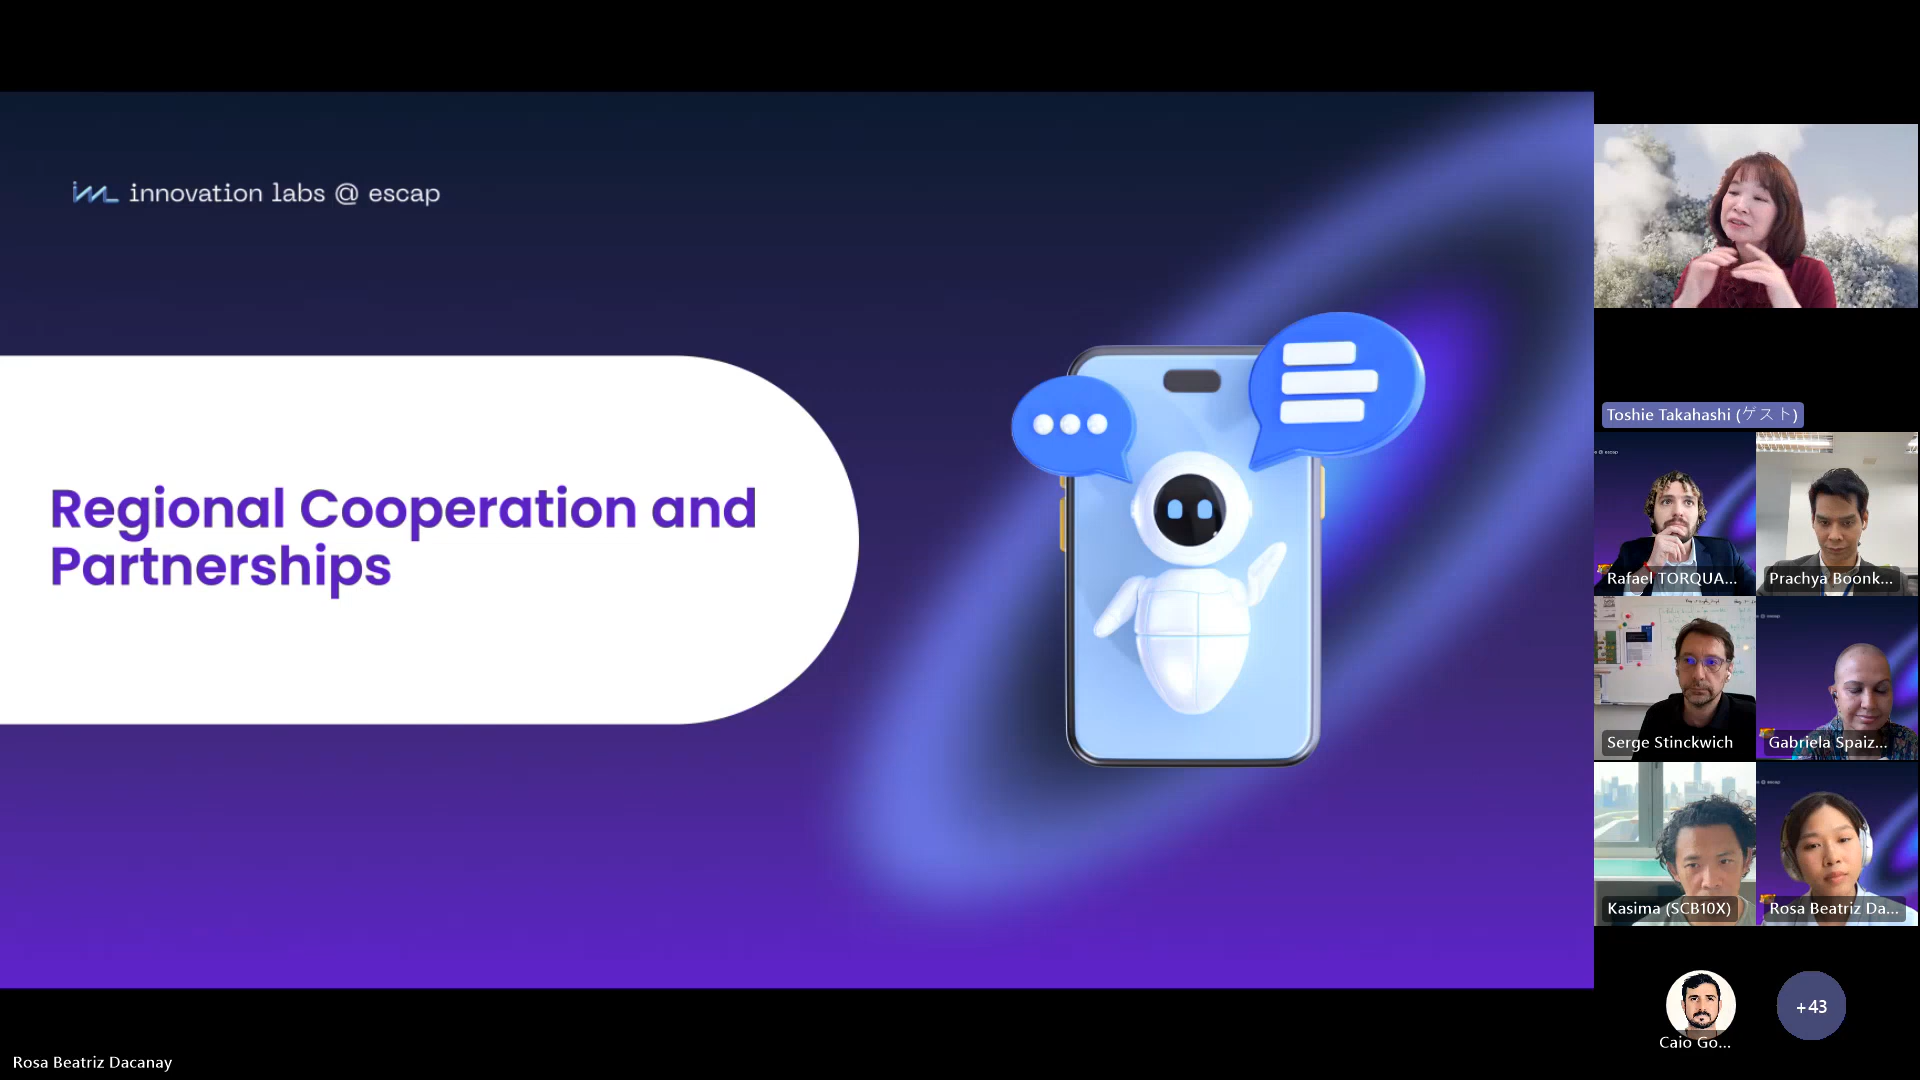 innovation labs @ escap
Regional Cooperation and
Partnerships
Toshie Takahashi (ゲスト)
Rafael TORQUA...
Prachya Boonk...
Serge Stinckwich
Gabriela Spaiz...
Kasima (SCB10X)
Rosa Beatriz Da...
Caio Go...
+43
Rosa Beatriz Dacanay